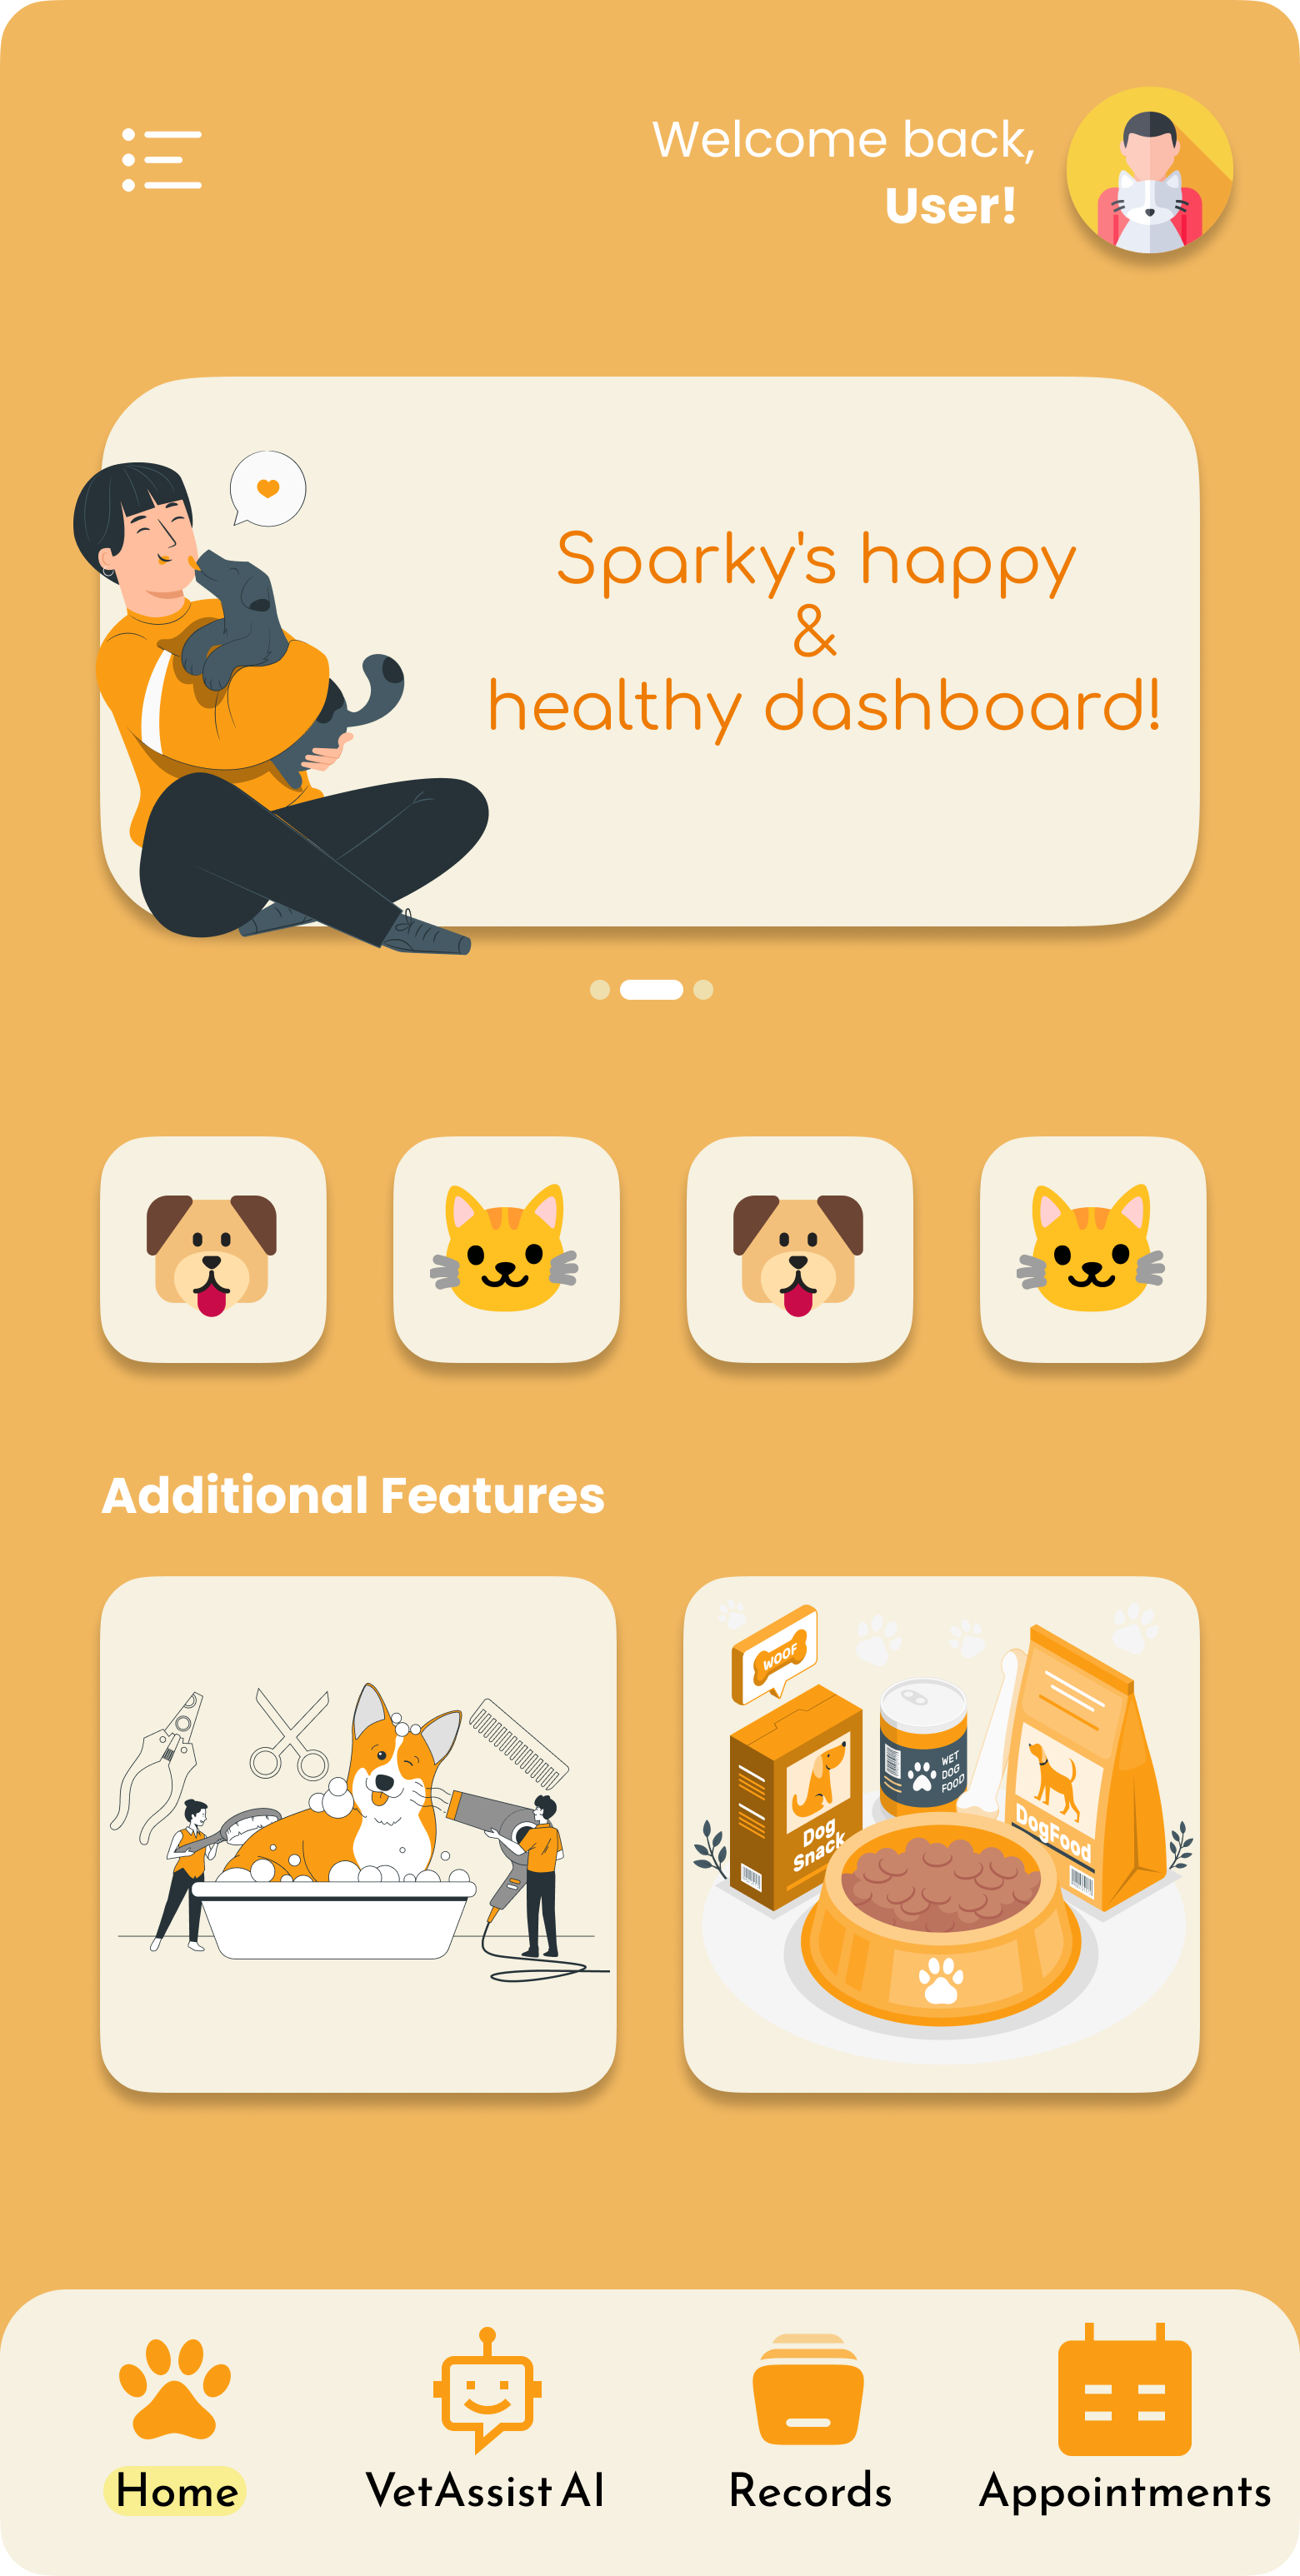 Welcome back,
User!
Sparky's happy
&
healthy dashboard!
Additional Features
WOOF
WET
DOG
FOOD
Dog
Snack
DogFood
Home
VetAssist AI
Records
Appointments